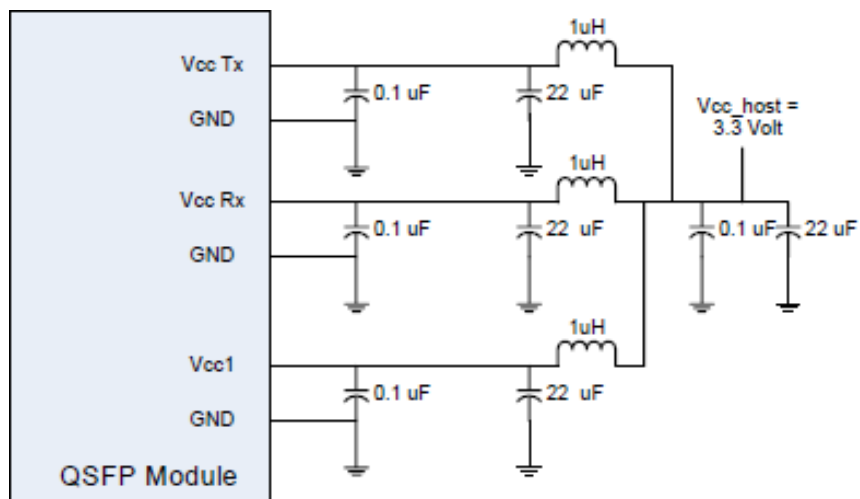 1uH
Vcc Tx
0.1 uF
22 uF
GND
Vcc_host =
3.3 Volt
1uH
Vcc Rx
0.1 uF
22 uF
0.1 uF
22 uF
GND
1uH
Vcc1
0.1 uF
22 uF
GND
QSFP Module